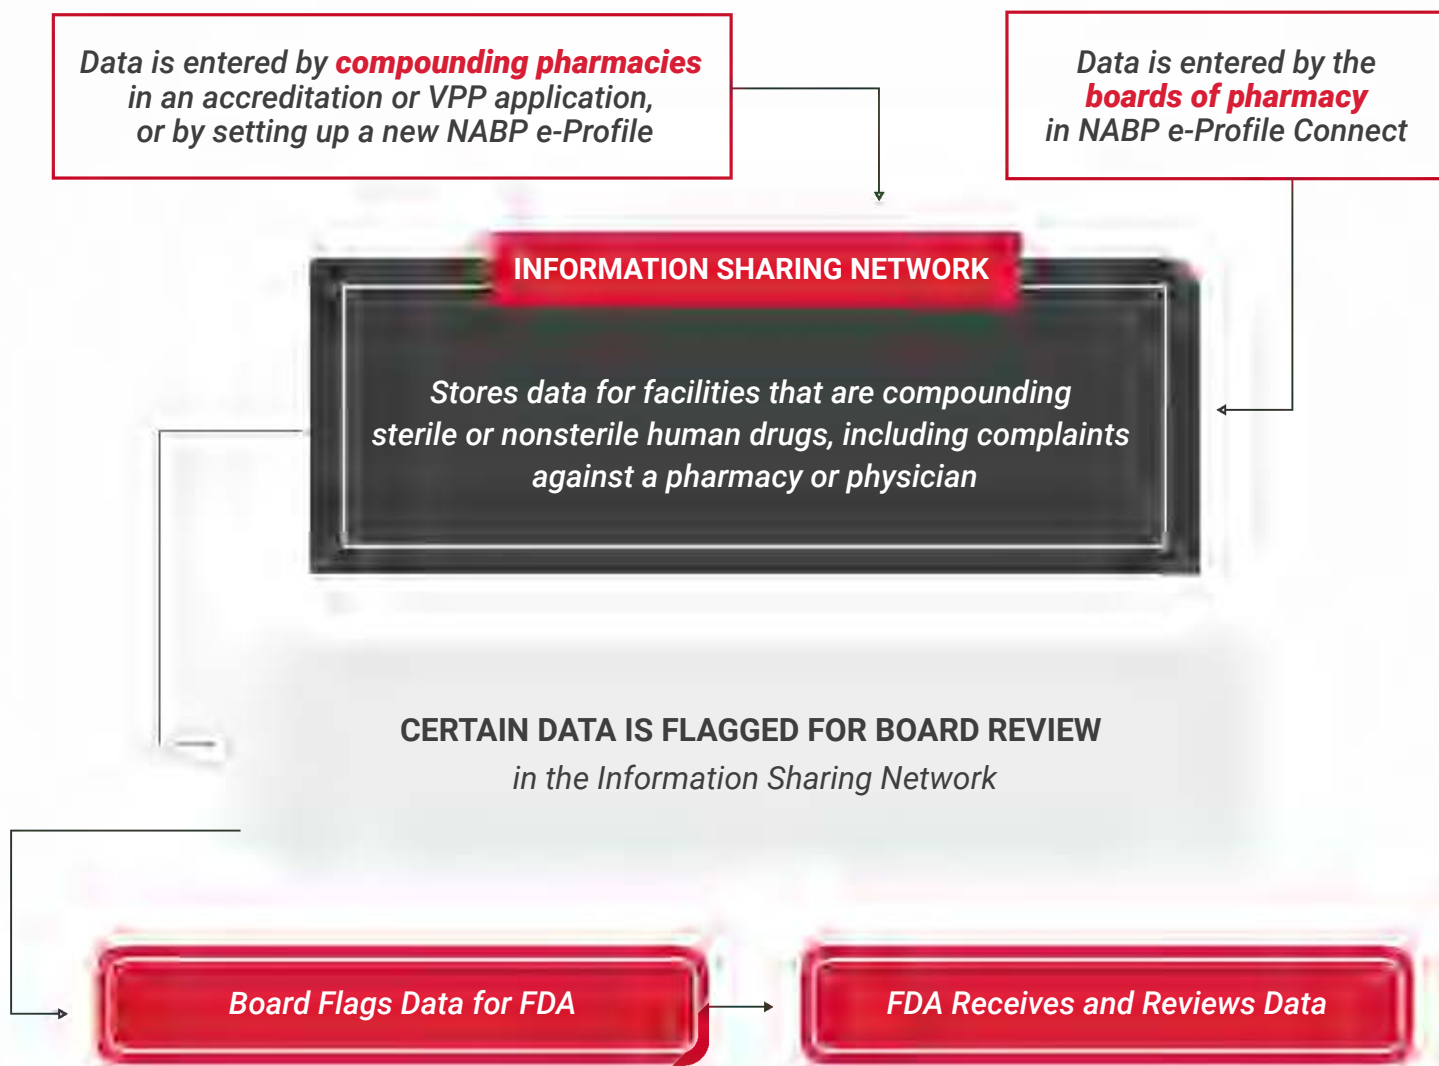 Data is entered by compounding pharmacies
in an accreditation or VPP application,
or by setting up a new NABP e-Profile
Data is entered by the
boards of pharmacy
in NABP e-Profile Connect
INFORMATION SHARING NETWORK
Stores data for facilities that are compounding
sterile or nonsterile human drugs, including complaints
against a pharmacy or physician
CERTAIN DATA IS FLAGGED FOR BOARD REVIEW
in the Information Sharing Network
Board Flags Data for FDA
FDA Receives and Reviews Data